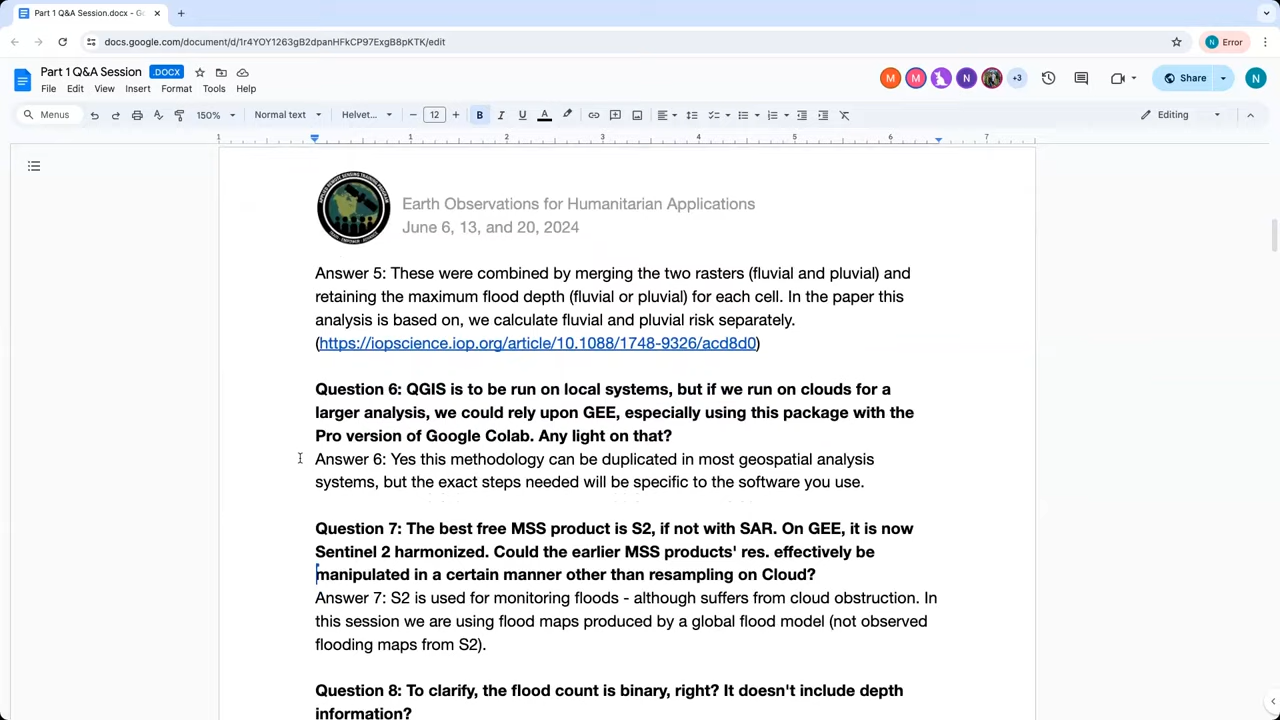 Part 1 Q&A Session.docx - Go
docs.google.com/document/d/1r4YOY1263gB2dpanHFkCP97ExgB8pKTK/edit
N Error
Part 1 Q&A Session .DOCX
File Edit View Insert Format Tools Help
M M N +3 Share N
Menus 150% Normal text Helvet... 12 B I U A Editing
1 1 2 3 4 5 6 7
Earth Observations for Humanitarian Applications
June 6, 13, and 20, 2024
Answer 5: These were combined by merging the two rasters (fluvial and pluvial) and
retaining the maximum flood depth (fluvial or pluvial) for each cell. In the paper this
analysis is based on, we calculate fluvial and pluvial risk separately.
(https://iopscience.iop.org/article/10.1088/1748-9326/acd8d0)
Question 6: QGIS is to be run on local systems, but if we run on clouds for a
larger analysis, we could rely upon GEE, especially using this package with the
Pro version of Google Colab. Any light on that?
Answer 6: Yes this methodology can be duplicated in most geospatial analysis
systems, but the exact steps needed will be specific to the software you use.
Question 7: The best free MSS product is S2, if not with SAR. On GEE, it is now
Sentinel 2 harmonized. Could the earlier MSS products' res. effectively be
manipulated in a certain manner other than resampling on Cloud?
Answer 7: S2 is used for monitoring floods - although suffers from cloud obstruction. In
this session we are using flood maps produced by a global flood model (not observed
flooding maps from S2).
Question 8: To clarify, the flood count is binary, right? It doesn't include depth
information?